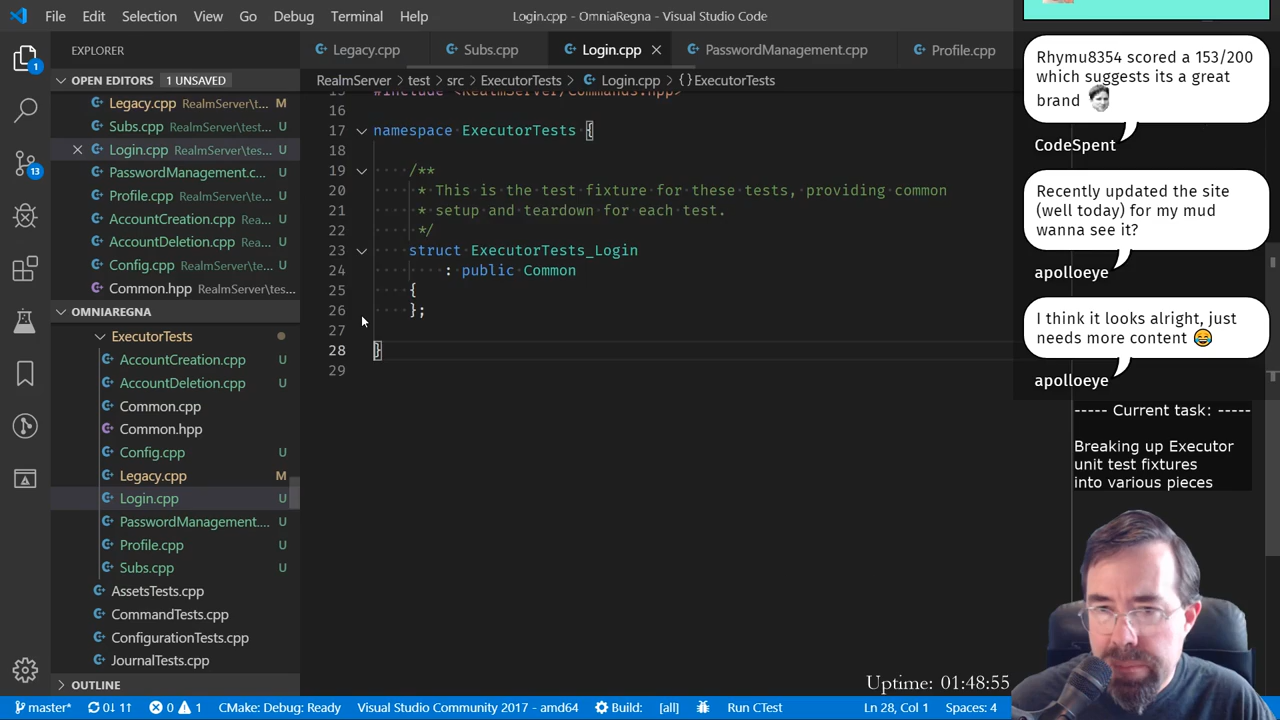 File Edit Selection View Go Debug Terminal Help
Login.cpp - OmniaRegna - Visual Studio Code
EXPLORER
Legacy.cpp Subs.cpp Login.cpp PasswordManagement.cpp Profile.cpp
OPEN EDITORS 1 UNSAVED
Legacy.cpp RealmServer\t... M
Subs.cpp RealmServer\tes... U
Login.cpp RealmServer\tes... U
PasswordManagement.c... U
Profile.cpp RealmServer\te... U
AccountCreation.cpp Rea... U
AccountDeletion.cpp Rea... U
Config.cpp RealmServer\te... U
Common.hpp RealmServer\tes...
OMNIAREGNA
ExecutorTests
AccountCreation.cpp U
AccountDeletion.cpp U
Common.cpp
Common.hpp
Config.cpp U
Legacy.cpp M
Login.cpp U
PasswordManagement.... U
Profile.cpp U
Subs.cpp U
AssetsTests.cpp
CommandTests.cpp
ConfigurationTests.cpp
JournalTests.cpp
OUTLINE
1
13
RealmServer > test > src > ExecutorTests > Login.cpp > {} ExecutorTests
15 #include <RealmServer/Commands.hpp>
16
17 namespace ExecutorTests {
18
19 /**
20 * This is the test fixture for these tests, providing common
21 * setup and teardown for each test.
22 */
23 struct ExecutorTests_Login
24 : public Common
25 {
26 };
27
28 }
29
Rhymu8354 scored a 153/200
which suggests its a great
brand
CodeSpent
Recently updated the site
(well today) for my mud
wanna see it?
apolloeye
I think it looks alright, just
needs more content 😂
apolloeye
----- Current task: -----
Breaking up Executor
unit test fixtures
into various pieces
Uptime: 01:48:55
master* 0↓ 1↑ 0 1 CMake: Debug: Ready Visual Studio Community 2017 - amd64 Build: [all] Run CTest Ln 28, Col 1 Spaces: 4